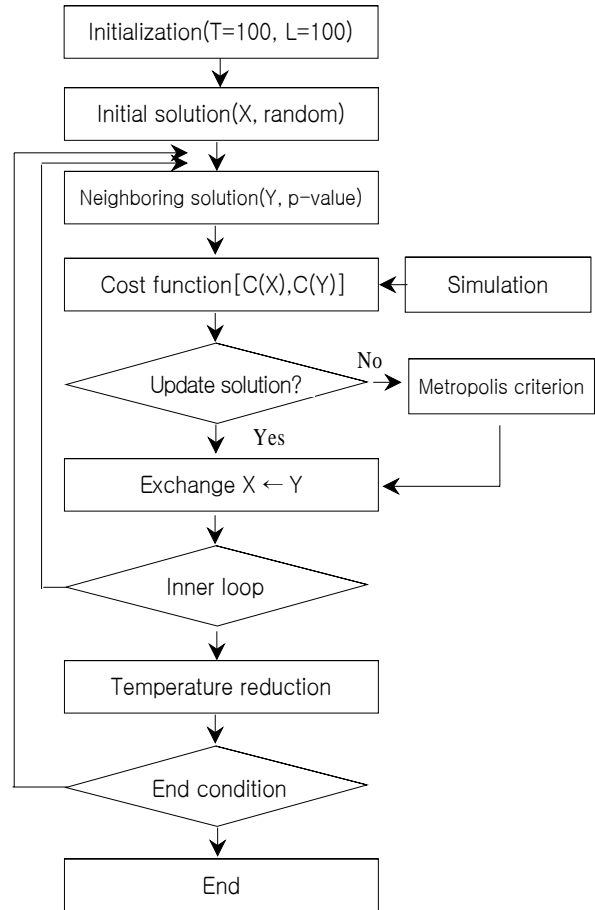 Initialization(T=100, L=100)
Initial solution(X, random)
Neighboring solution(Y, p-value)
Cost function[C(X),C(Y)]
Simulation
Update solution?
No
Metropolis criterion
Yes
Exchange X ← Y
Inner loop
Temperature reduction
End condition
End